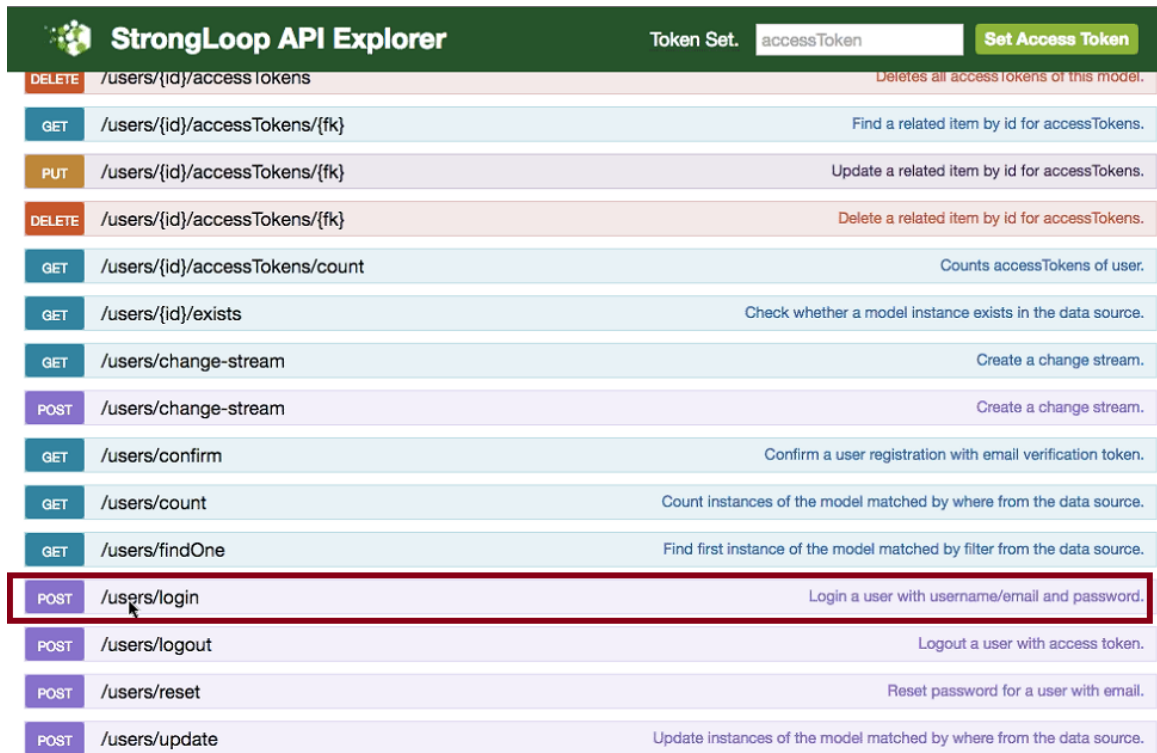 StrongLoop API Explorer Token Set. accessToken Set Access Token
DELETE /users/{id}/accessTokens Deletes all accessTokens of this model.
GET /users/{id}/accessTokens/{fk} Find a related item by id for accessTokens.
PUT /users/{id}/accessTokens/{fk} Update a related item by id for accessTokens.
DELETE /users/{id}/accessTokens/{fk} Delete a related item by id for accessTokens.
GET /users/{id}/accessTokens/count Counts accessTokens of user.
GET /users/{id}/exists Check whether a model instance exists in the data source.
GET /users/change-stream Create a change stream.
POST /users/change-stream Create a change stream.
GET /users/confirm Confirm a user registration with email verification token.
GET /users/count Count instances of the model matched by where from the data source.
GET /users/findOne Find first instance of the model matched by filter from the data source.
POST /users/login Login a user with username/email and password.
POST /users/logout Logout a user with access token.
POST /users/reset Reset password for a user with email.
POST /users/update Update instances of the model matched by where from the data source.